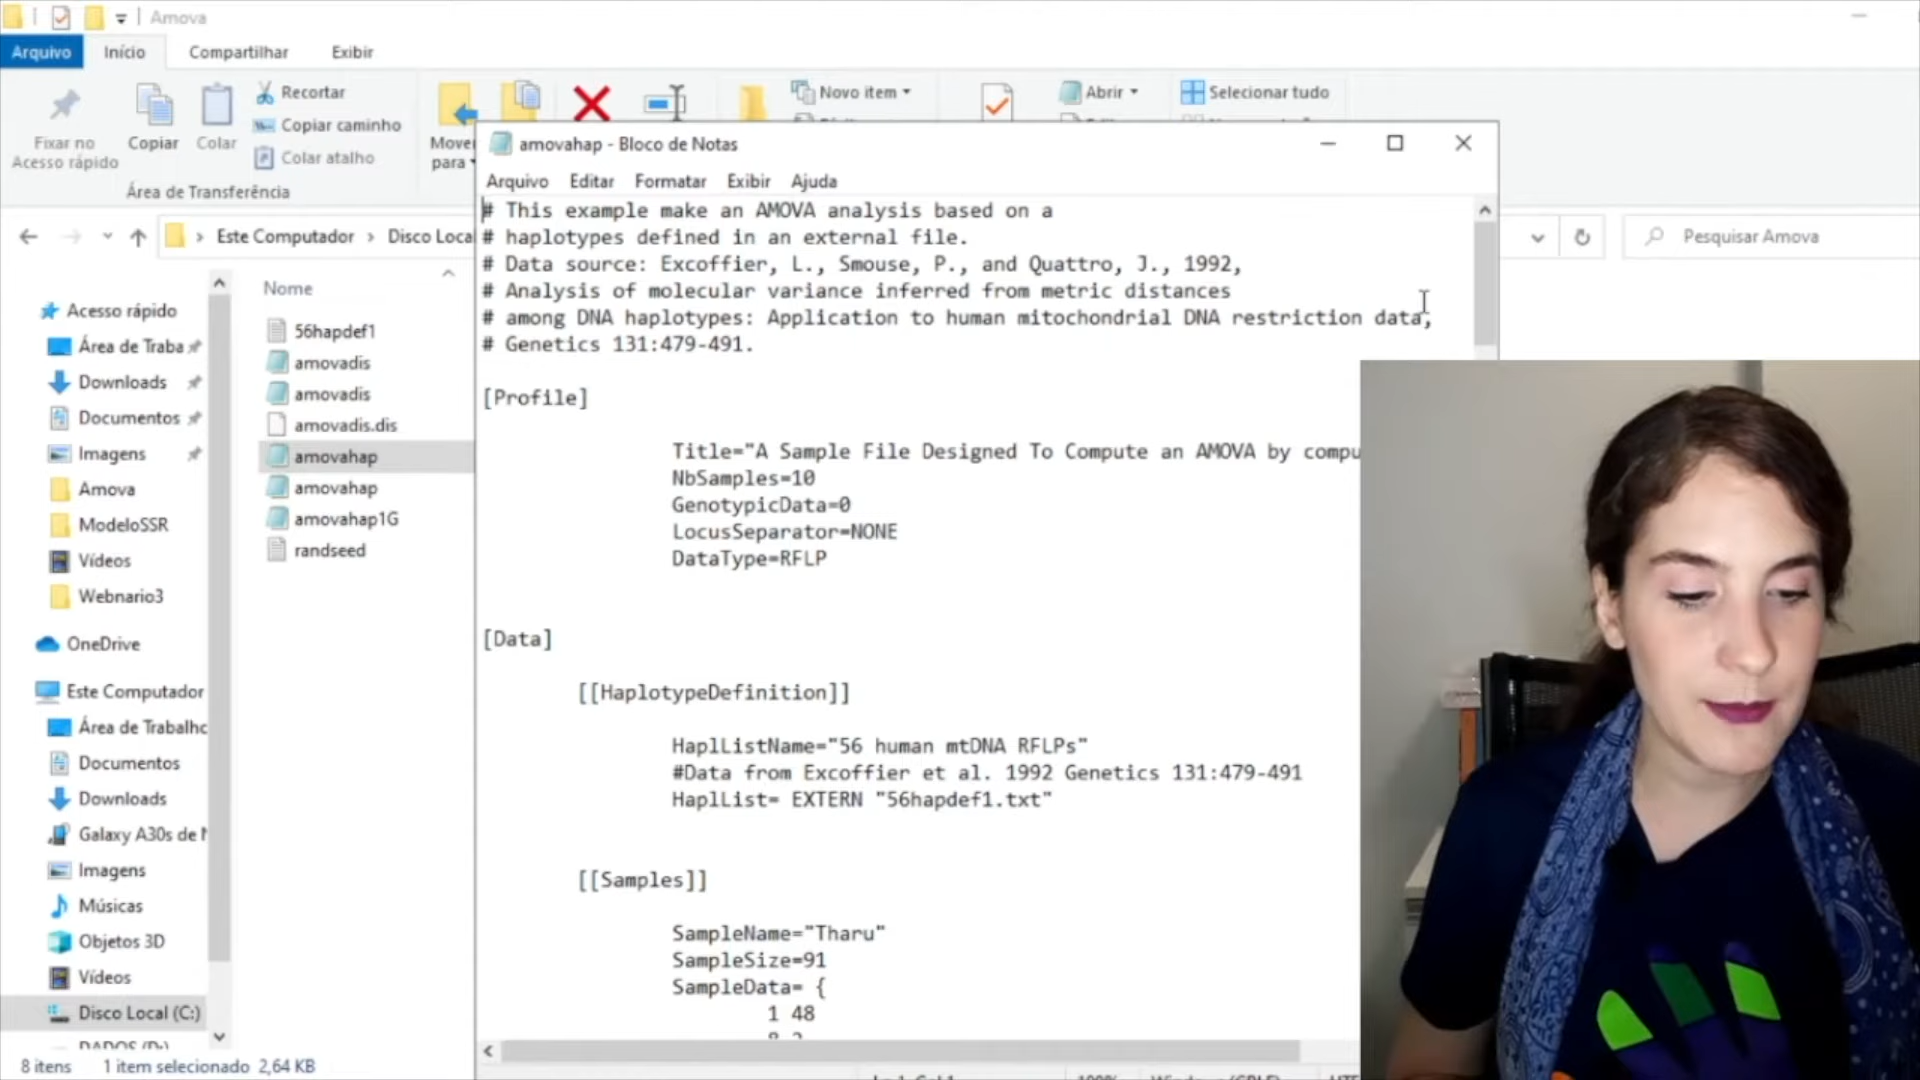 Amova
Arquivo Início Compartilhar Exibir
Fixar no
Acesso rápido
Copiar
Colar
Recortar
Copiar caminho
Colar atalho
Área de Transferência
Mover
para
Novo item
Abrir
Selecionar tudo
Este Computador > Disco Loca
Pesquisar Amova
Acesso rápido
Área de Traba
Downloads
Documentos
Imagens
Amova
ModeloSSR
Vídeos
Webnario3
OneDrive
Este Computador
Área de Trabalho
Documentos
Downloads
Galaxy A30s de
Imagens
Músicas
Objetos 3D
Vídeos
Disco Local (C:)
DADOS (D:)
Nome
56hapdef1
amovadis
amovadis
amovadis.dis
amovahap
amovahap
amovahap1G
randseed
8 itens 1 item selecionado 2,64 KB
amovahap - Bloco de Notas
Arquivo Editar Formatar Exibir Ajuda
# This example make an AMOVA analysis based on a
# haplotypes defined in an external file.
# Data source: Excoffier, L., Smouse, P., and Quattro, J., 1992,
# Analysis of molecular variance inferred from metric distances
# among DNA haplotypes: Application to human mitochondrial DNA restriction data,
# Genetics 131:479-491.
[Profile]
Title="A Sample File Designed To Compute an AMOVA by compu
NbSamples=10
GenotypicData=0
LocusSeparator=NONE
DataType=RFLP
[Data]
[[HaplotypeDefinition]]
HaplListName="56 human mtDNA RFLPs"
#Data from Excoffier et al. 1992 Genetics 131:479-491
HaplList= EXTERN "56hapdef1.txt"
[[Samples]]
SampleName="Tharu"
SampleSize=91
SampleData= {
1 48